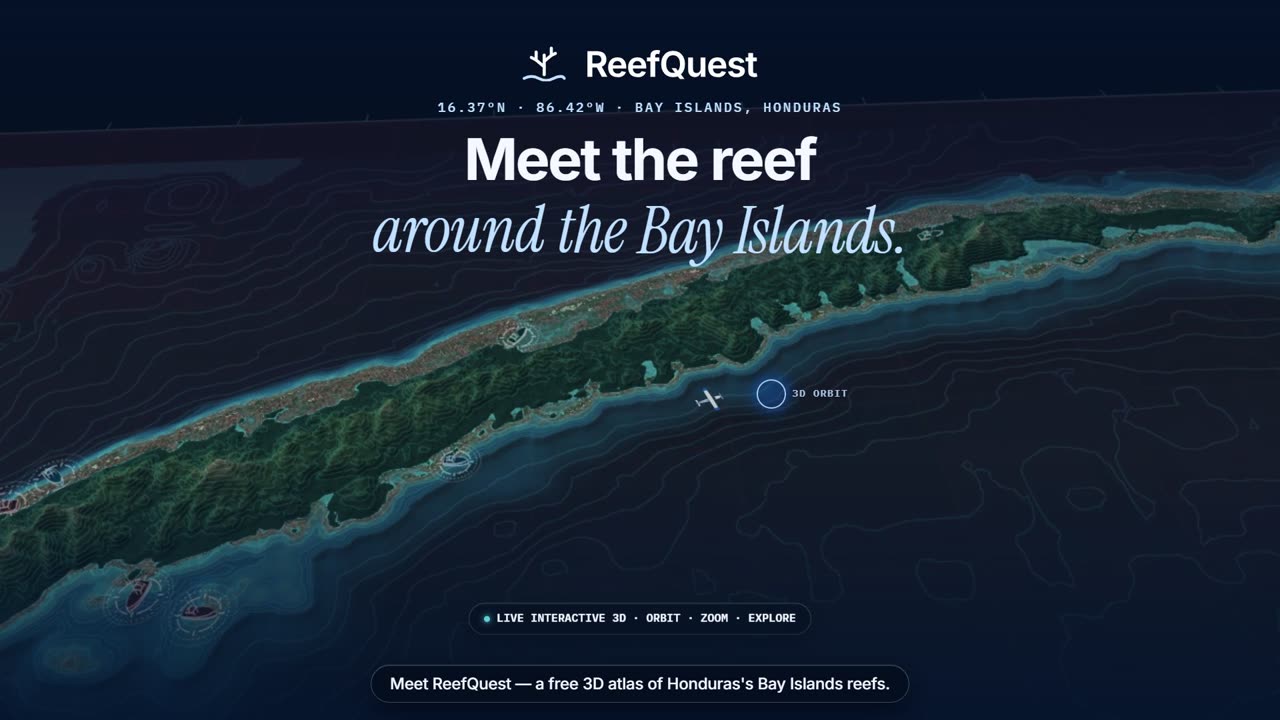 ReefQuest
16.37°N · 86.42°W · BAY ISLANDS, HONDURAS
Meet the reef
around the Bay Islands.
3D ORBIT
LIVE INTERACTIVE 3D · ORBIT · ZOOM · EXPLORE
Meet ReefQuest — a free 3D atlas of Honduras's Bay Islands reefs.